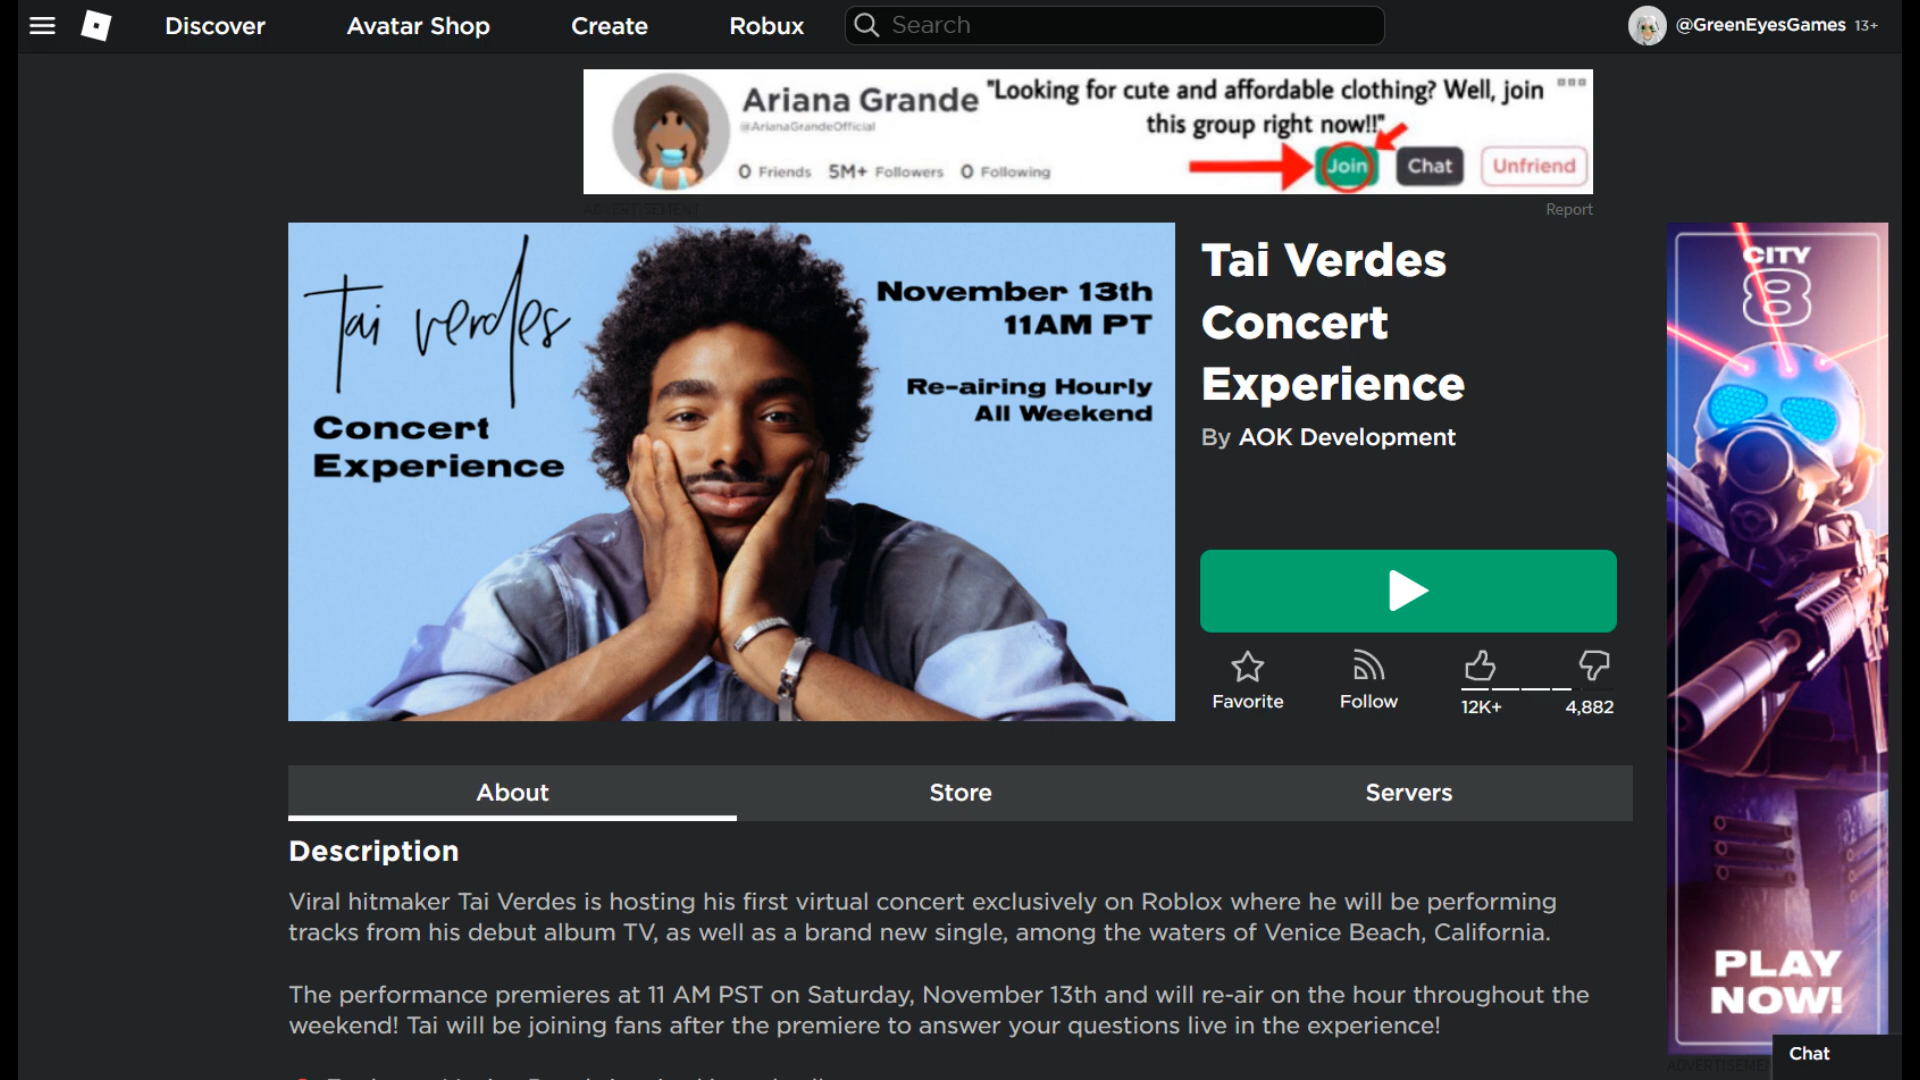 Discover
Avatar Shop
Create
Robux
Search
@GreenEyesGames 13+
Ariana Grande
@ArianaGrandeOfficial
0 Friends 5M+ Followers 0 Following
"Looking for cute and affordable clothing? Well, join
this group right now!!"
Join
Chat
Unfriend
ADVERTISEMENT
Report
tai verdes
Concert
Experience
November 13th
11AM PT
Re-airing Hourly
All Weekend
Tai Verdes
Concert
Experience
By AOK Development
Favorite
Follow
12K+
4,882
CITY
8
PLAY
NOW!
About
Store
Servers
Description
Viral hitmaker Tai Verdes is hosting his first virtual concert exclusively on Roblox where he will be performing
tracks from his debut album TV, as well as a brand new single, among the waters of Venice Beach, California.
The performance premieres at 11 AM PST on Saturday, November 13th and will re-air on the hour throughout the
weekend! Tai will be joining fans after the premiere to answer your questions live in the experience!
Chat